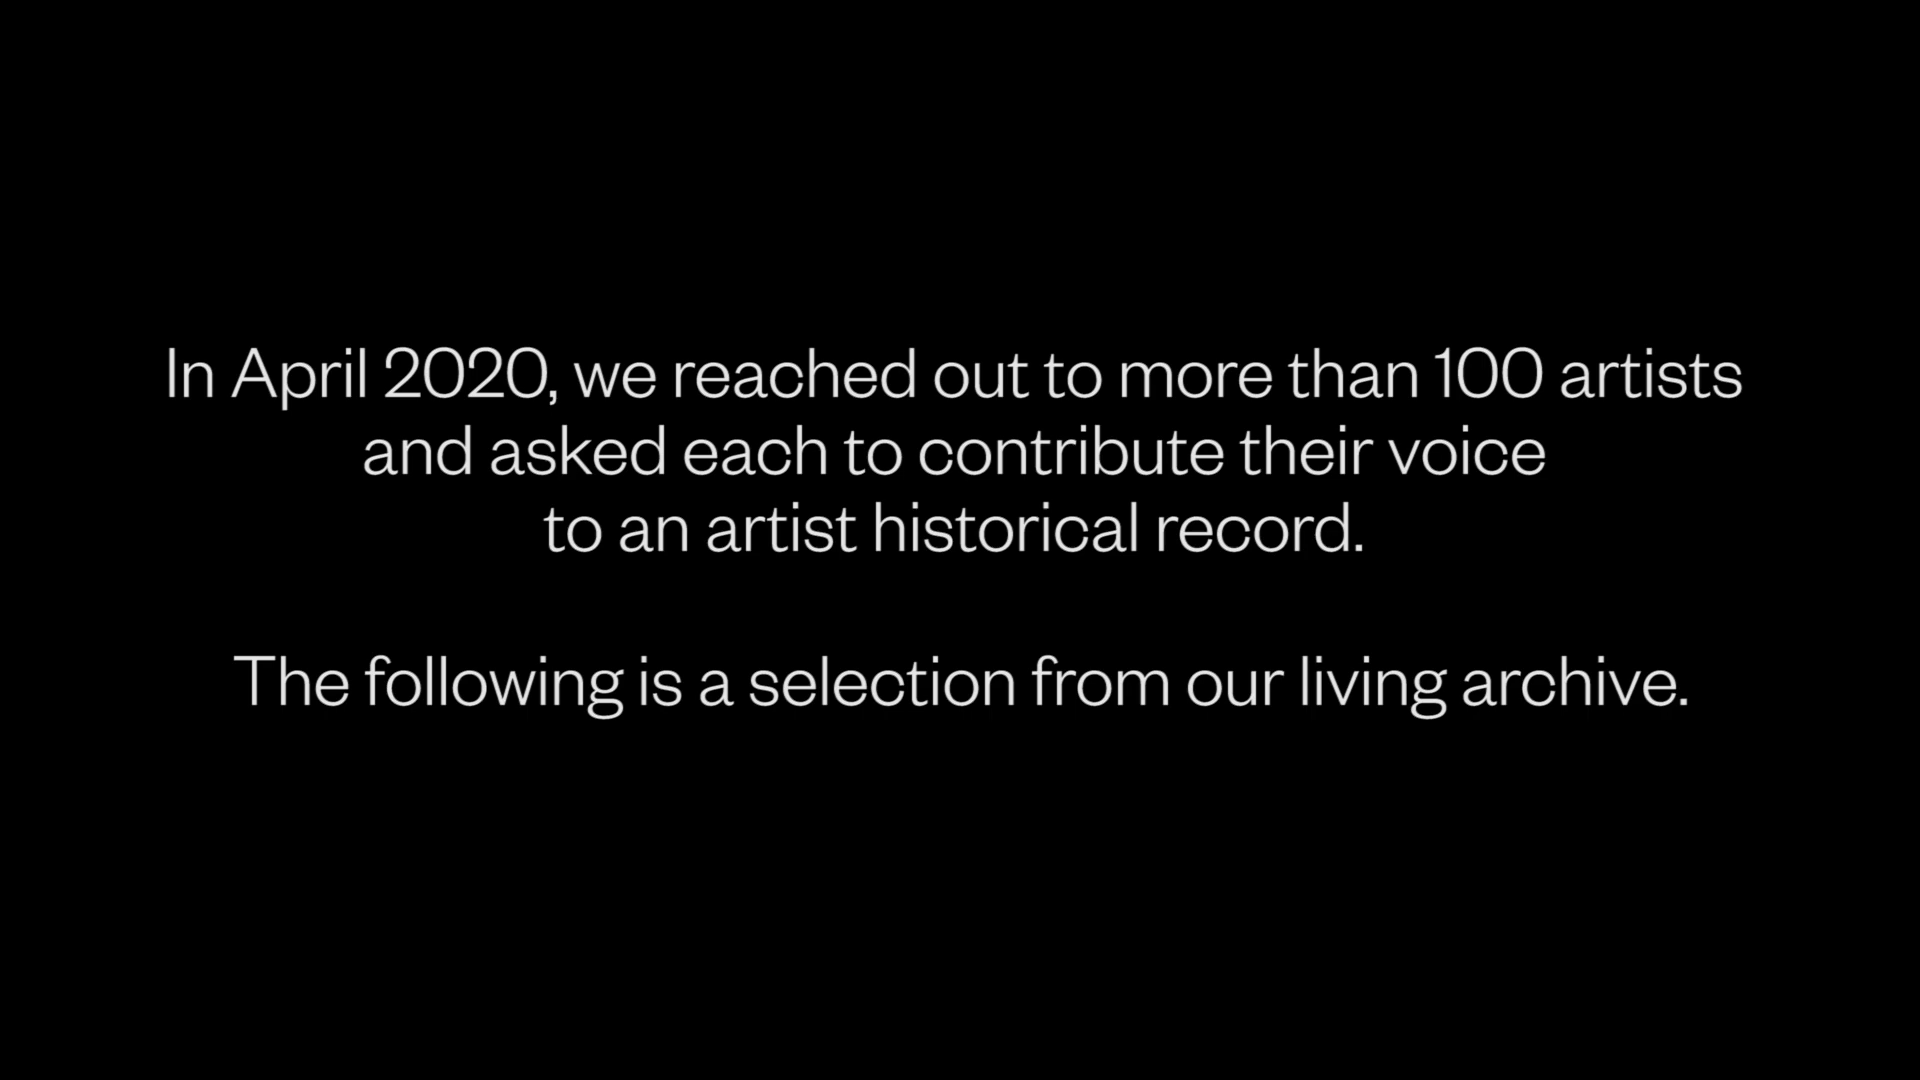 In April 2020, we reached out to more than 100 artists
and asked each to contribute their voice
to an artist historical record.
The following is a selection from our living archive.